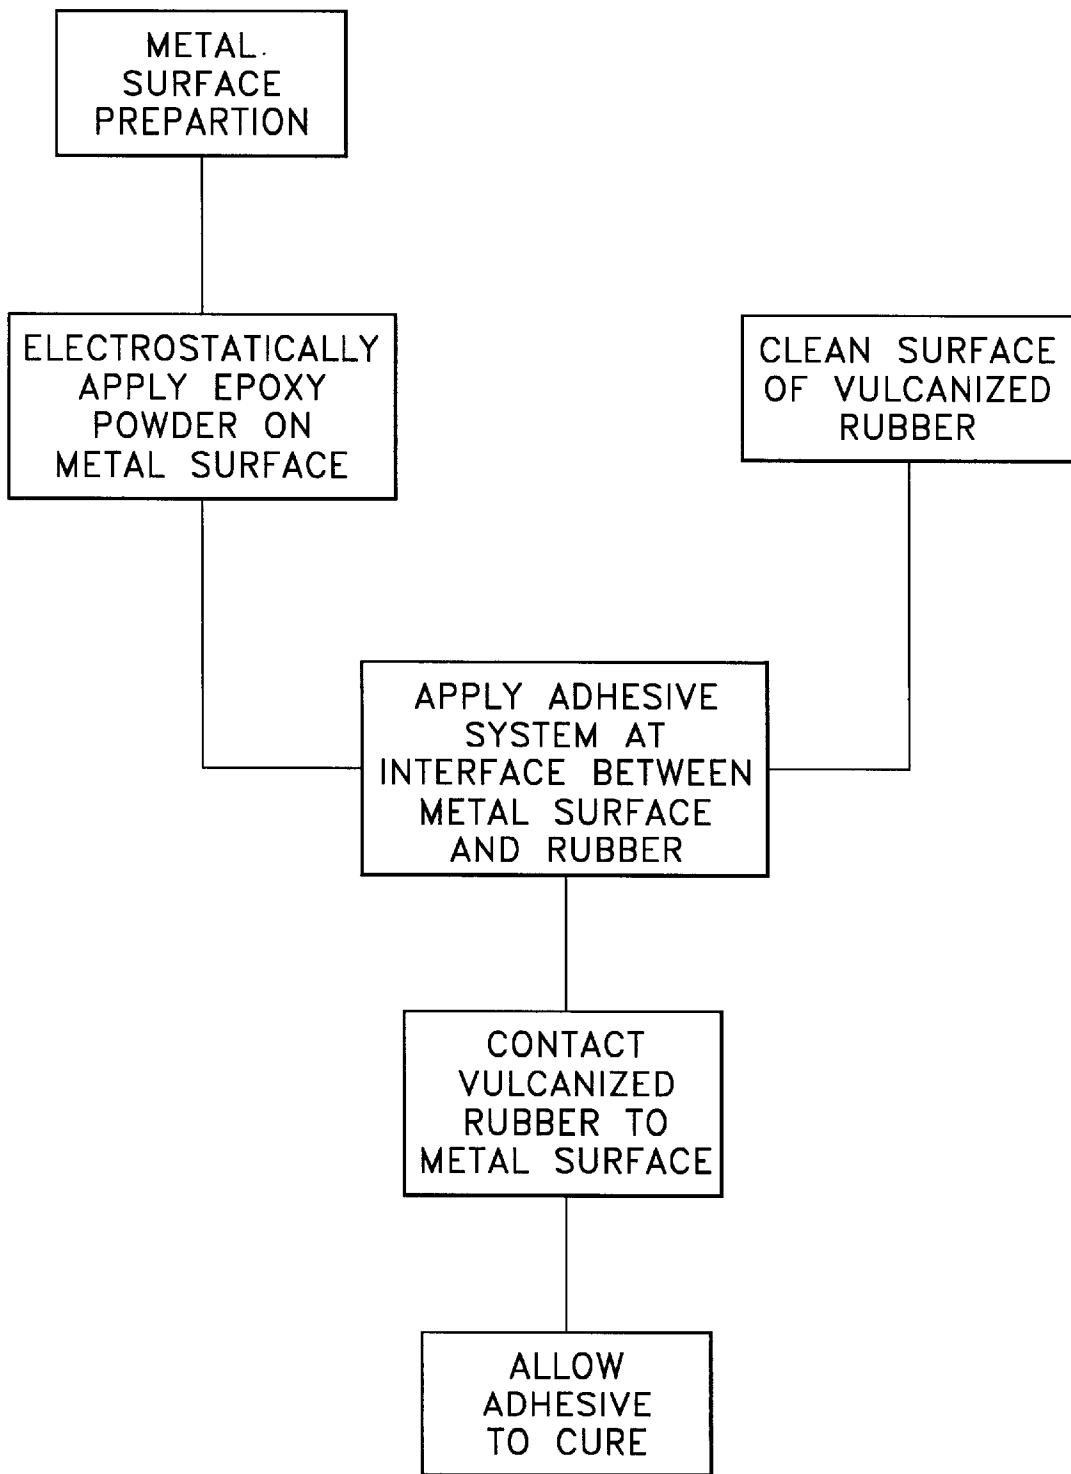 METAL
SURFACE
PREPARTION
ELECTROSTATICALLY
APPLY EPOXY
POWDER ON
METAL SURFACE
CLEAN SURFACE
OF VULCANIZED
RUBBER
APPLY ADHESIVE
SYSTEM AT
INTERFACE BETWEEN
METAL SURFACE
AND RUBBER
CONTACT
VULCANIZED
RUBBER TO
METAL SURFACE
ALLOW
ADHESIVE
TO CURE